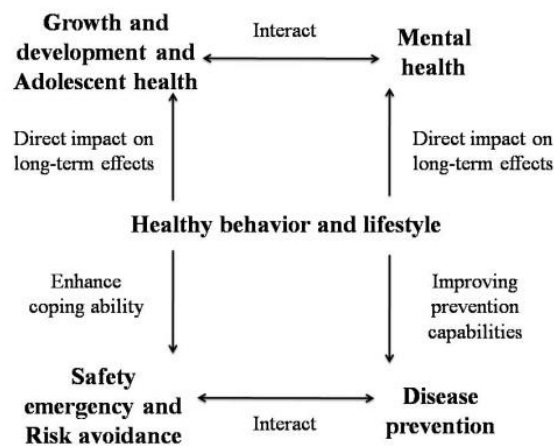 Growth and
development and
Adolescent health
Interact
Mental
health
Direct impact on
long-term effects
Direct impact on
long-term effects
Healthy behavior and lifestyle
Enhance
coping ability
Improving
prevention
capabilities
Safety
emergency and
Risk avoidance
Interact
Disease
prevention